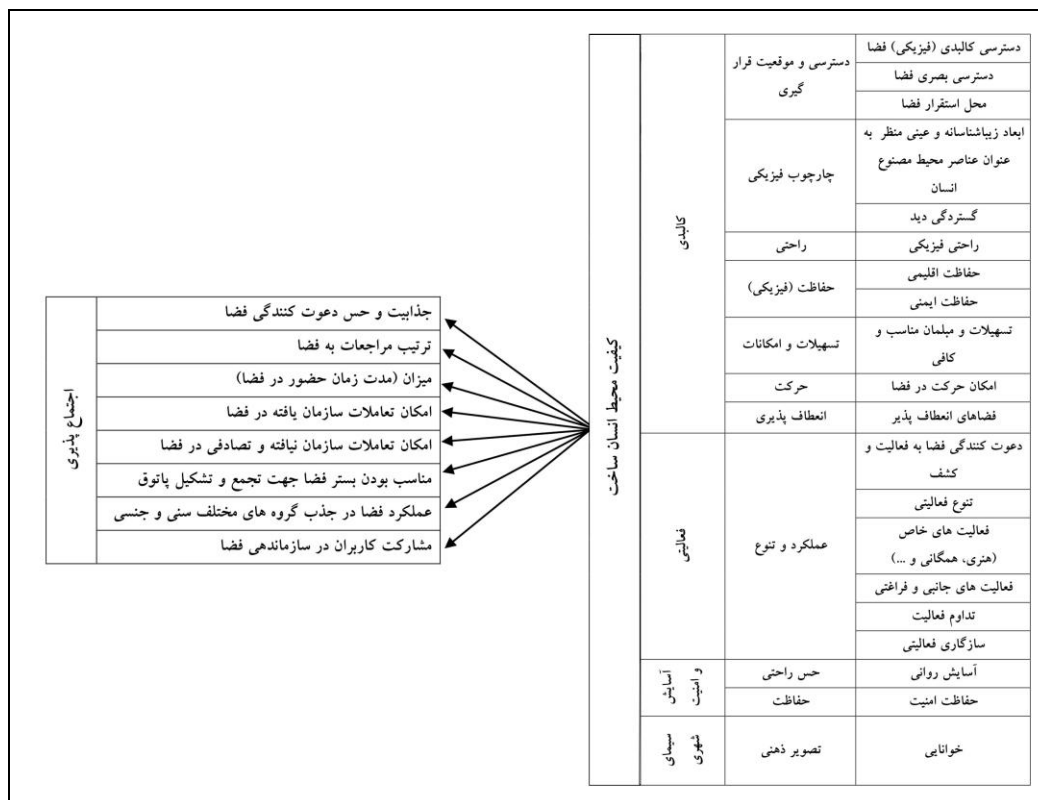 کیفیت محیط انسان ساخت
کالبدی
دسترسی و موقعیت قرار
گیری
دسترسی کالبدی (فیزیکی) فضا
دسترسی بصری فضا
محل استقرار فضا
چارچوب فیزیکی
ابعاد زیباشناسانه و عینی منظر به
عنوان عناصر محیط مصنوع
انسان
گستردگی دید
راحتی
راحتی فیزیکی
حفاظت (فیزیکی)
حفاظت اقلیمی
حفاظت ایمنی
تسهیلات و امکانات
تسهیلات و مبلمان مناسب و
کافی
حرکت
امکان حرکت در فضا
انعطاف پذیری
فضاهای انعطاف پذیر
فعالیتی
عملکرد و تنوع
دعوت کنندگی فضا به فعالیت و
کشف
تنوع فعالیتی
فعالیت های خاص
(هنری، همگانی و ...)
فعالیت های جانبی و فراغتی
تداوم فعالیت
سازگاری فعالیتی
آسایش
و امنیت
حس راحتی
آسایش روانی
حفاظت
حفاظت امنیت
سیمای
شهری
تصویر ذهنی
خوانایی
اجتماع پذیری
جذابیت و حس دعوت کنندگی فضا
ترتیب مراجعات به فضا
میزان (مدت زمان حضور در فضا)
امکان تعاملات سازمان یافته در فضا
امکان تعاملات سازمان نیافته و تصادفی در فضا
مناسب بودن بستر فضا جهت تجمع و تشکیل پاتوق
عملکرد فضا در جذب گروه های مختلف سنی و جنسی
مشارکت کاربران در سازماندهی فضا